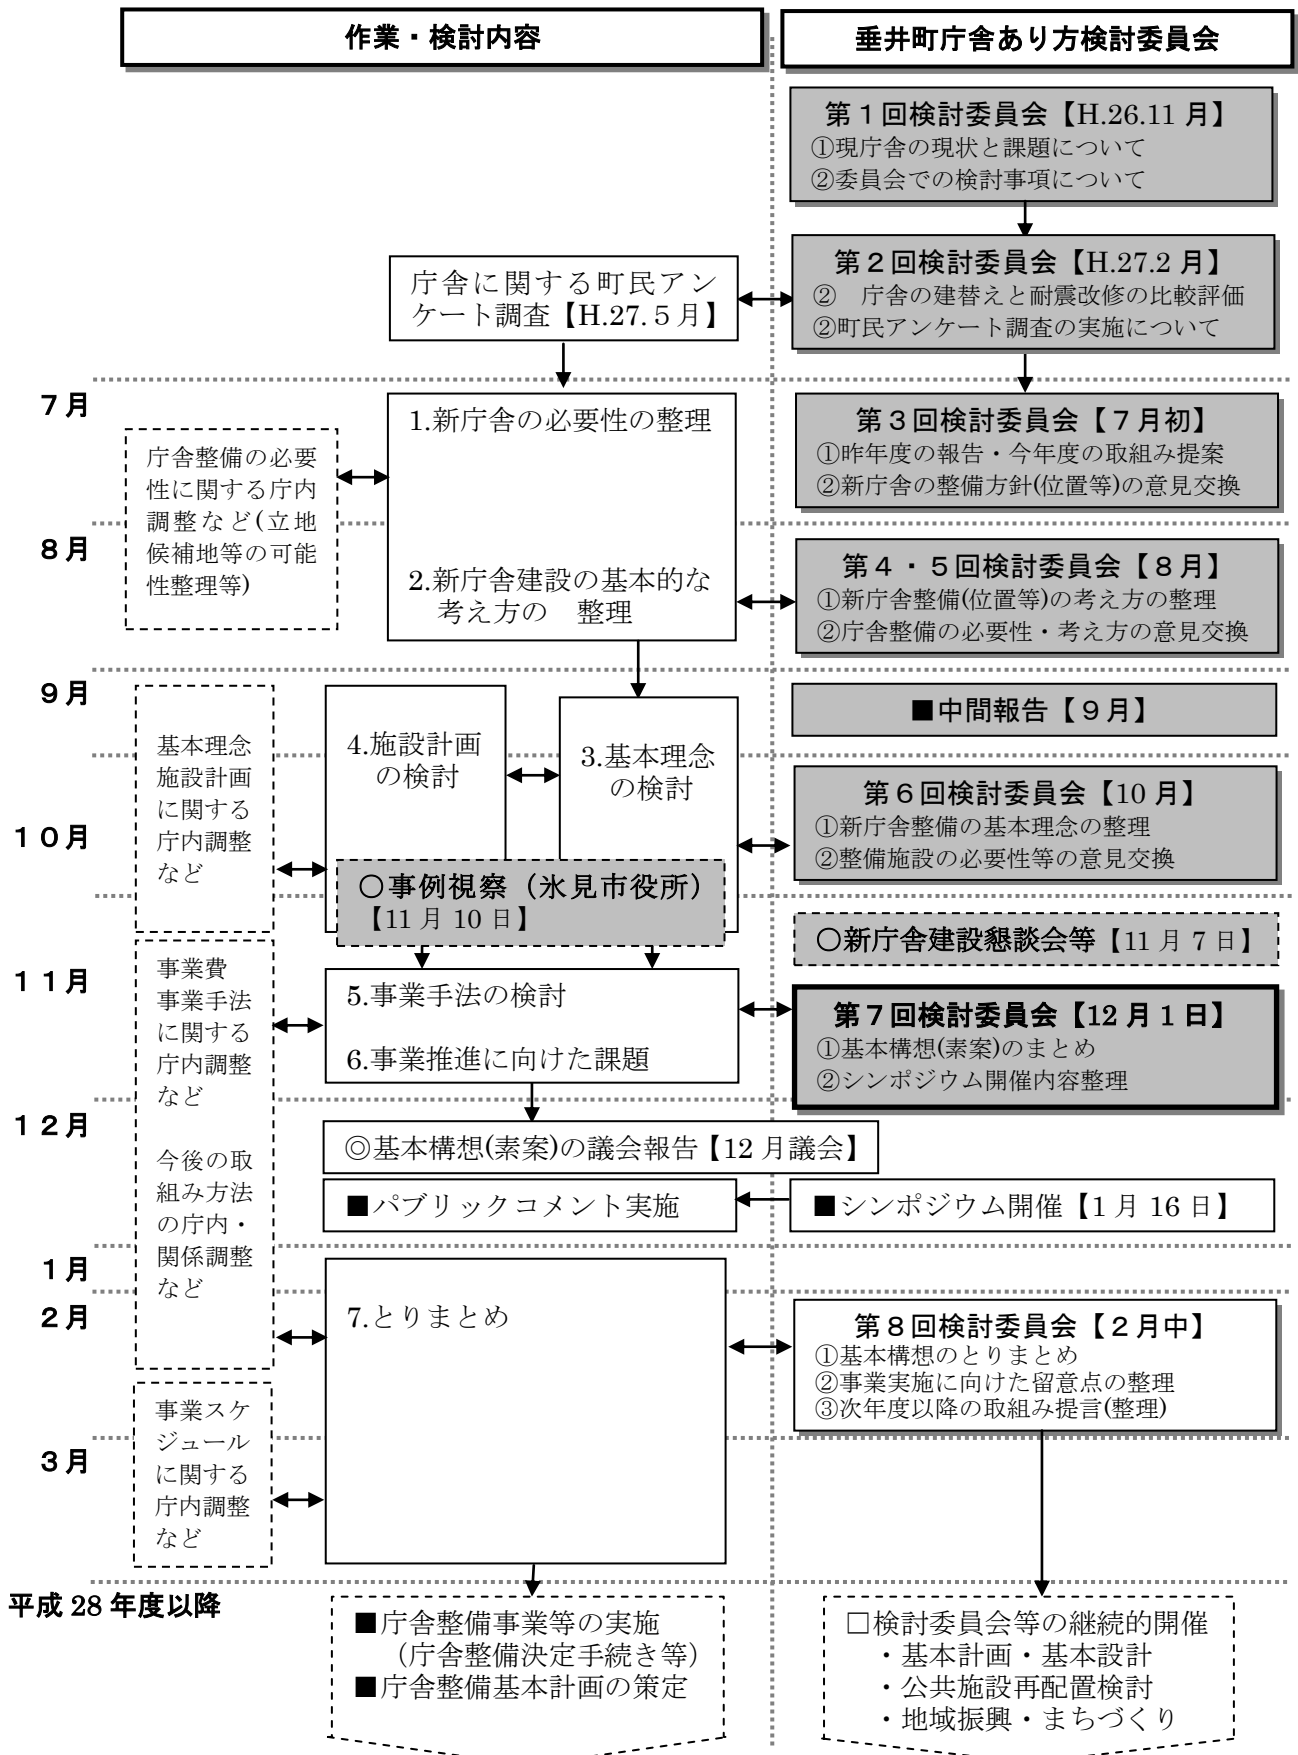 作業・検討内容
垂井町庁舎あり方検討委員会
第１回検討委員会【H.26.11 月】
①現庁舎の現状と課題について
②委員会での検討事項について
庁舎に関する町民アン
ケート調査【H.27.５月】
第２回検討委員会【H.27.2 月】
②　庁舎の建替えと耐震改修の比較評価
②町民アンケート調査の実施について
７月
1.新庁舎の必要性の整理
第３回検討委員会【７月初】
①昨年度の報告・今年度の取組み提案
②新庁舎の整備方針(位置等)の意見交換
庁舎整備の必要
性に関する庁内
調整など(立地
候補地等の可能
性整理等)
８月
2.新庁舎建設の基本的な
考え方の　整理
第４・５回検討委員会【８月】
①新庁舎整備(位置等)の考え方の整理
②庁舎整備の必要性・考え方の意見交換
９月
■中間報告【９月】
基本理念
施設計画
に関する
庁内調整
など
4.施設計画
の検討
3.基本理念
の検討
１０月
第６回検討委員会【10 月】
①新庁舎整備の基本理念の整理
②整備施設の必要性等の意見交換
〇事例視察（氷見市役所）
【11 月 10 日】
〇新庁舎建設懇談会等【11 月 7 日】
１１月
事業費
事業手法
に関する
庁内調整
など
今後の取
組み方法
の庁内・
関係調整
など
5.事業手法の検討
6.事業推進に向けた課題
第７回検討委員会【12 月 1 日】
①基本構想(素案)のまとめ
②シンポジウム開催内容整理
１２月
◎基本構想(素案)の議会報告【12 月議会】
■パブリックコメント実施
■シンポジウム開催【1 月 16 日】
１月
２月
7.とりまとめ
第８回検討委員会【２月中】
①基本構想のとりまとめ
②事業実施に向けた留意点の整理
③次年度以降の取組み提言(整理)
事業スケ
ジュール
に関する
庁内調整
など
３月
平成 28 年度以降
■庁舎整備事業等の実施
（庁舎整備決定手続き等）
■庁舎整備基本計画の策定
□検討委員会等の継続的開催
・基本計画・基本設計
・公共施設再配置検討
・地域振興・まちづくり